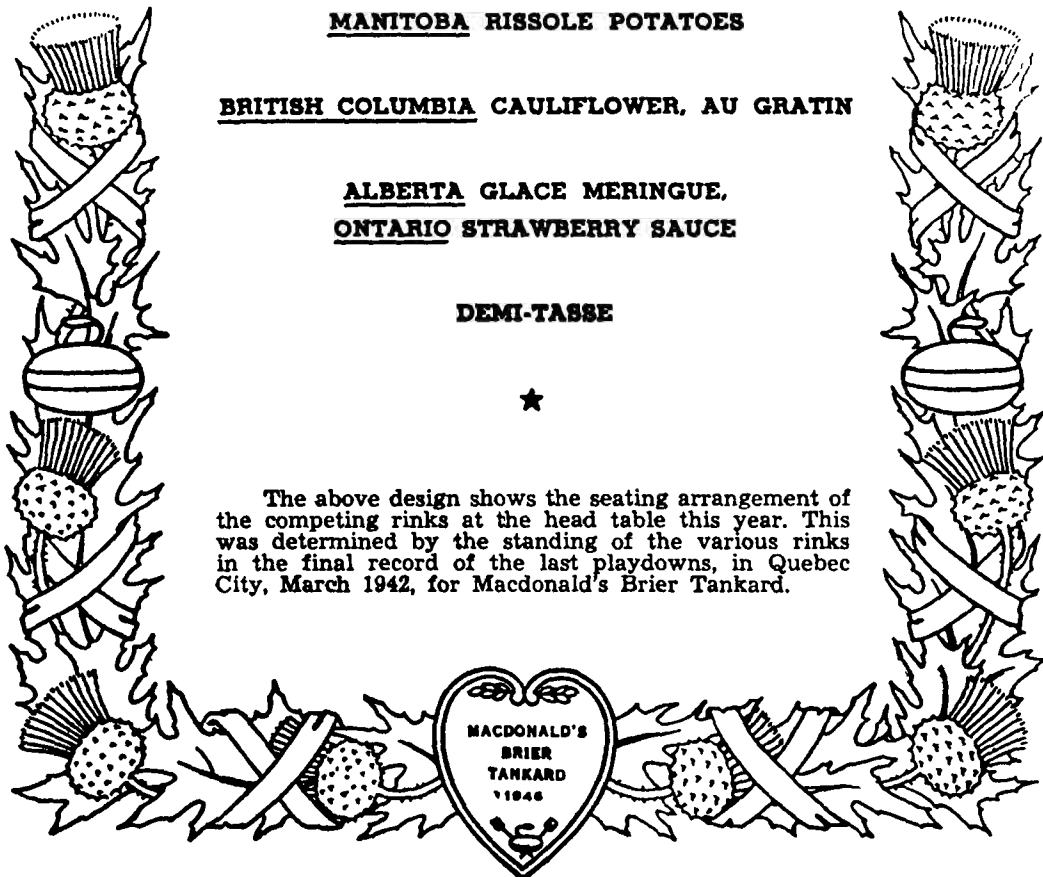 MANITOBA RISSOLE POTATOES
BRITISH COLUMBIA CAULIFLOWER, AU GRATIN
ALBERTA GLACE MERINGUE,
ONTARIO STRAWBERRY SAUCE
DEMI-TASSE
The above design shows the seating arrangement of
the competing rinks at the head table this year. This
was determined by the standing of the various rinks
in the final record of the last playdowns, in Quebec
City, March 1942, for Macdonald's Brier Tankard.
MACDONALD'S
BRIER
TANKARD
1946